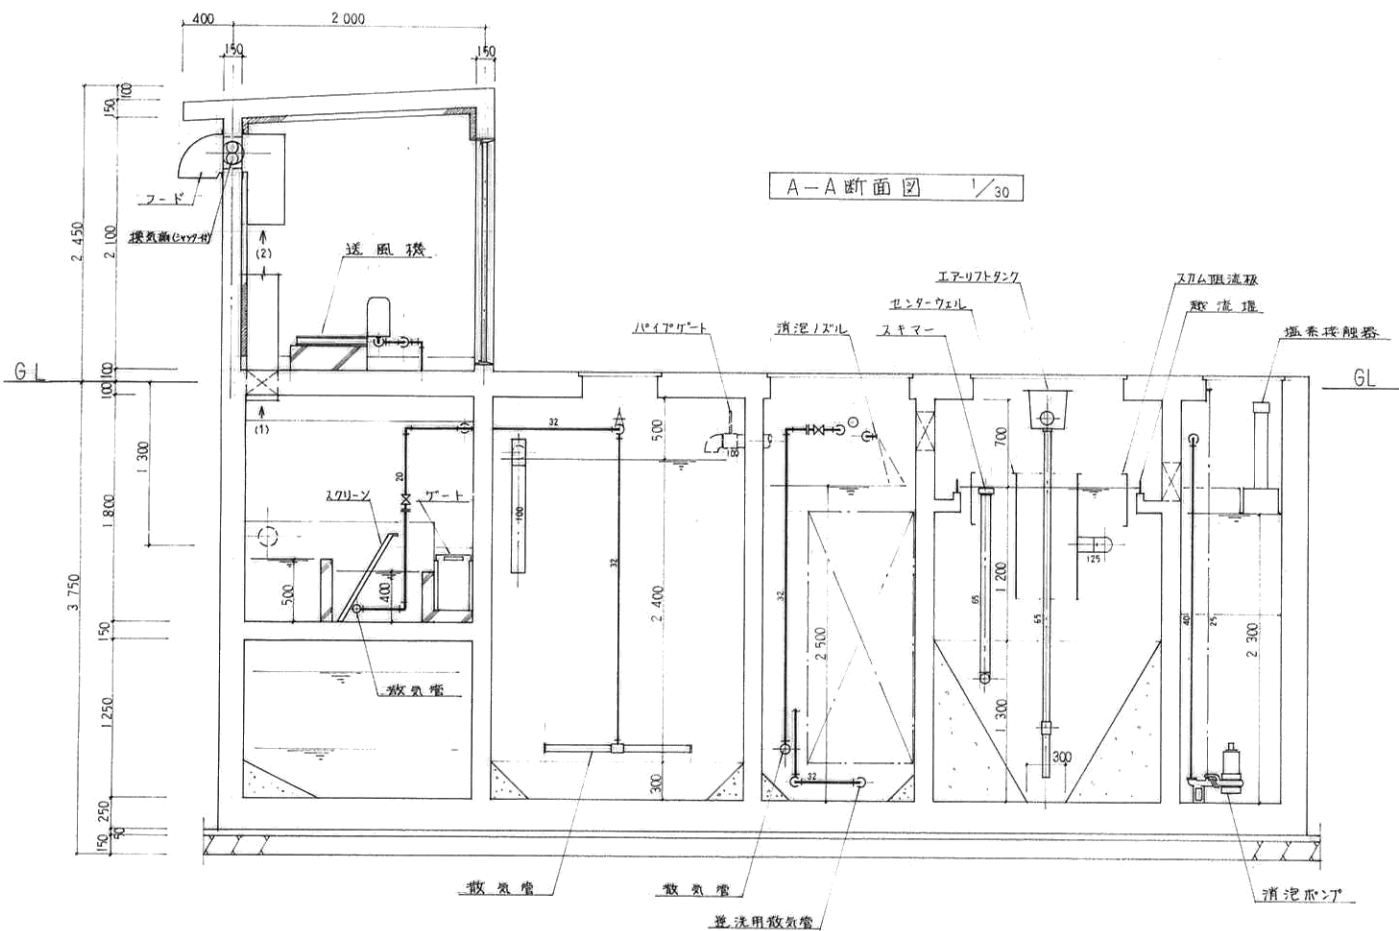 400
2 000
150
150
100
150
A-A断面図 1/30
フード
換気扇(シャッター付)
2 450
2 100
(2)
送風機
エアーリフトタンク
スカム阻流板
センターウェル
越流堰
パイプゲート
消泡ノズル
スキマー
塩素接触器
GL
100
100
GL
(1)
32
500
100
700
1 300
20
スクリーン
ゲート
1 800
100
125
500
400
32
2 400
32
2 500
65
1 200
65
40
25
2 300
3 750
150
散気管
1 250
1 300
300
300
32
250
50
150
散気管
散気管
消泡ポンプ
逆洗用散気管